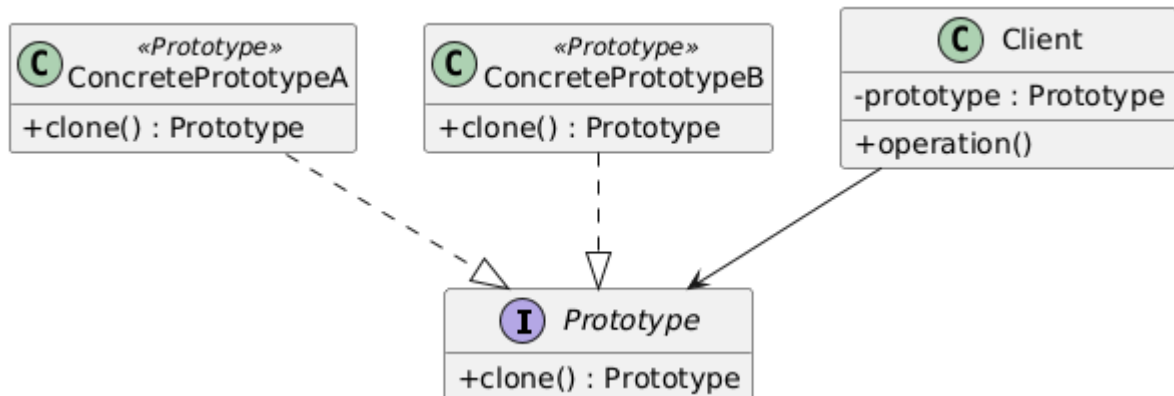 C
«Prototype»
ConcretePrototypeA
+clone() : Prototype
C
«Prototype»
ConcretePrototypeB
+clone() : Prototype
C Client
-prototype : Prototype
+operation()
I Prototype
+clone() : Prototype